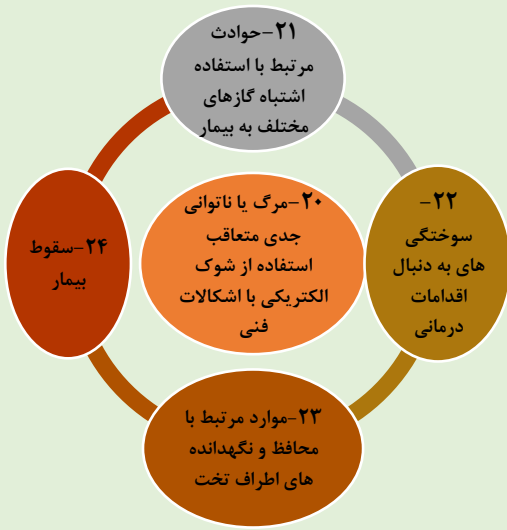 ۲۱-حوادث
مرتبط با استفاده
اشتباه گازهای
مختلف به بیمار
۲۰-مرگ یا ناتوانی
جدی متعاقب
استفاده از شوک
الکتریکی با اشکالات
فنی
۲۲-
سوختگی
های به دنبال
اقدامات
درمانی
۲۳-موارد مرتبط با
محافظ و نگهدانده
های اطراف تخت
۲۴-سقوط
بیمار